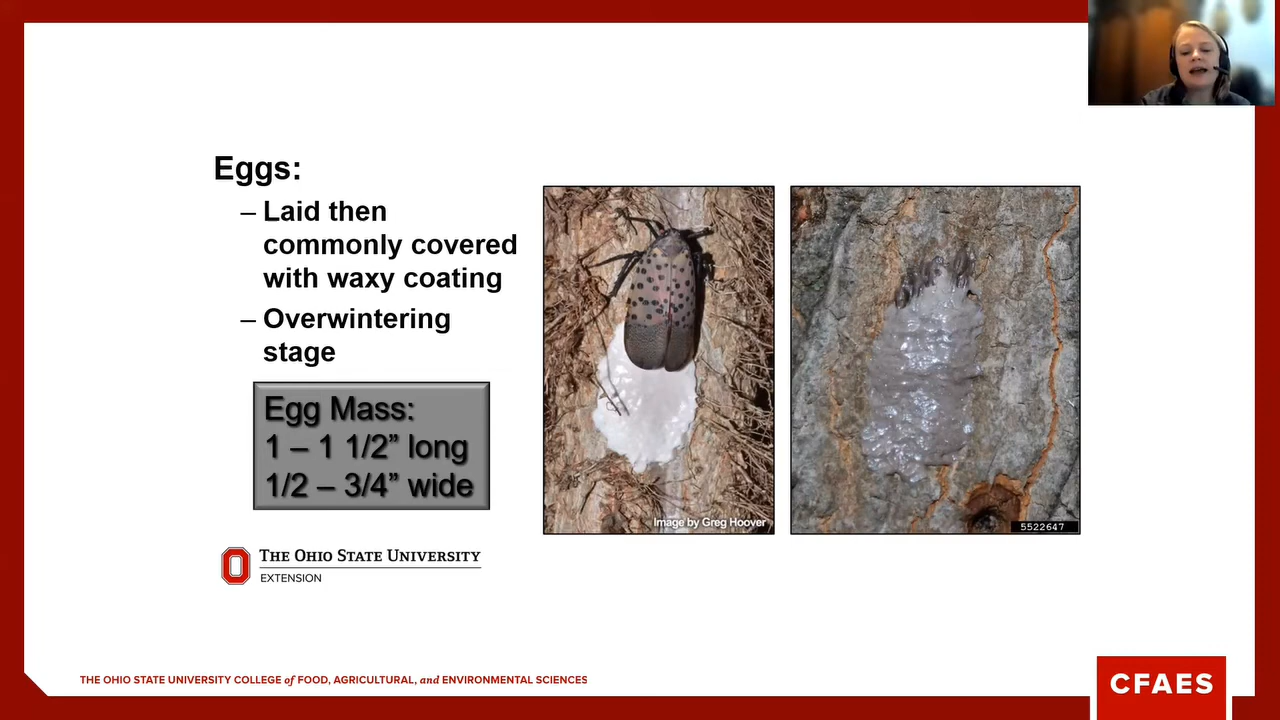 Eggs:
– Laid then
commonly covered
with waxy coating
– Overwintering
stage
Egg Mass:
1 – 1 1/2” long
1/2 – 3/4” wide
Image by Greg Hoover
5522647
THE OHIO STATE UNIVERSITY
EXTENSION
THE OHIO STATE UNIVERSITY COLLEGE of FOOD, AGRICULTURAL, and ENVIRONMENTAL SCIENCES
CFAES